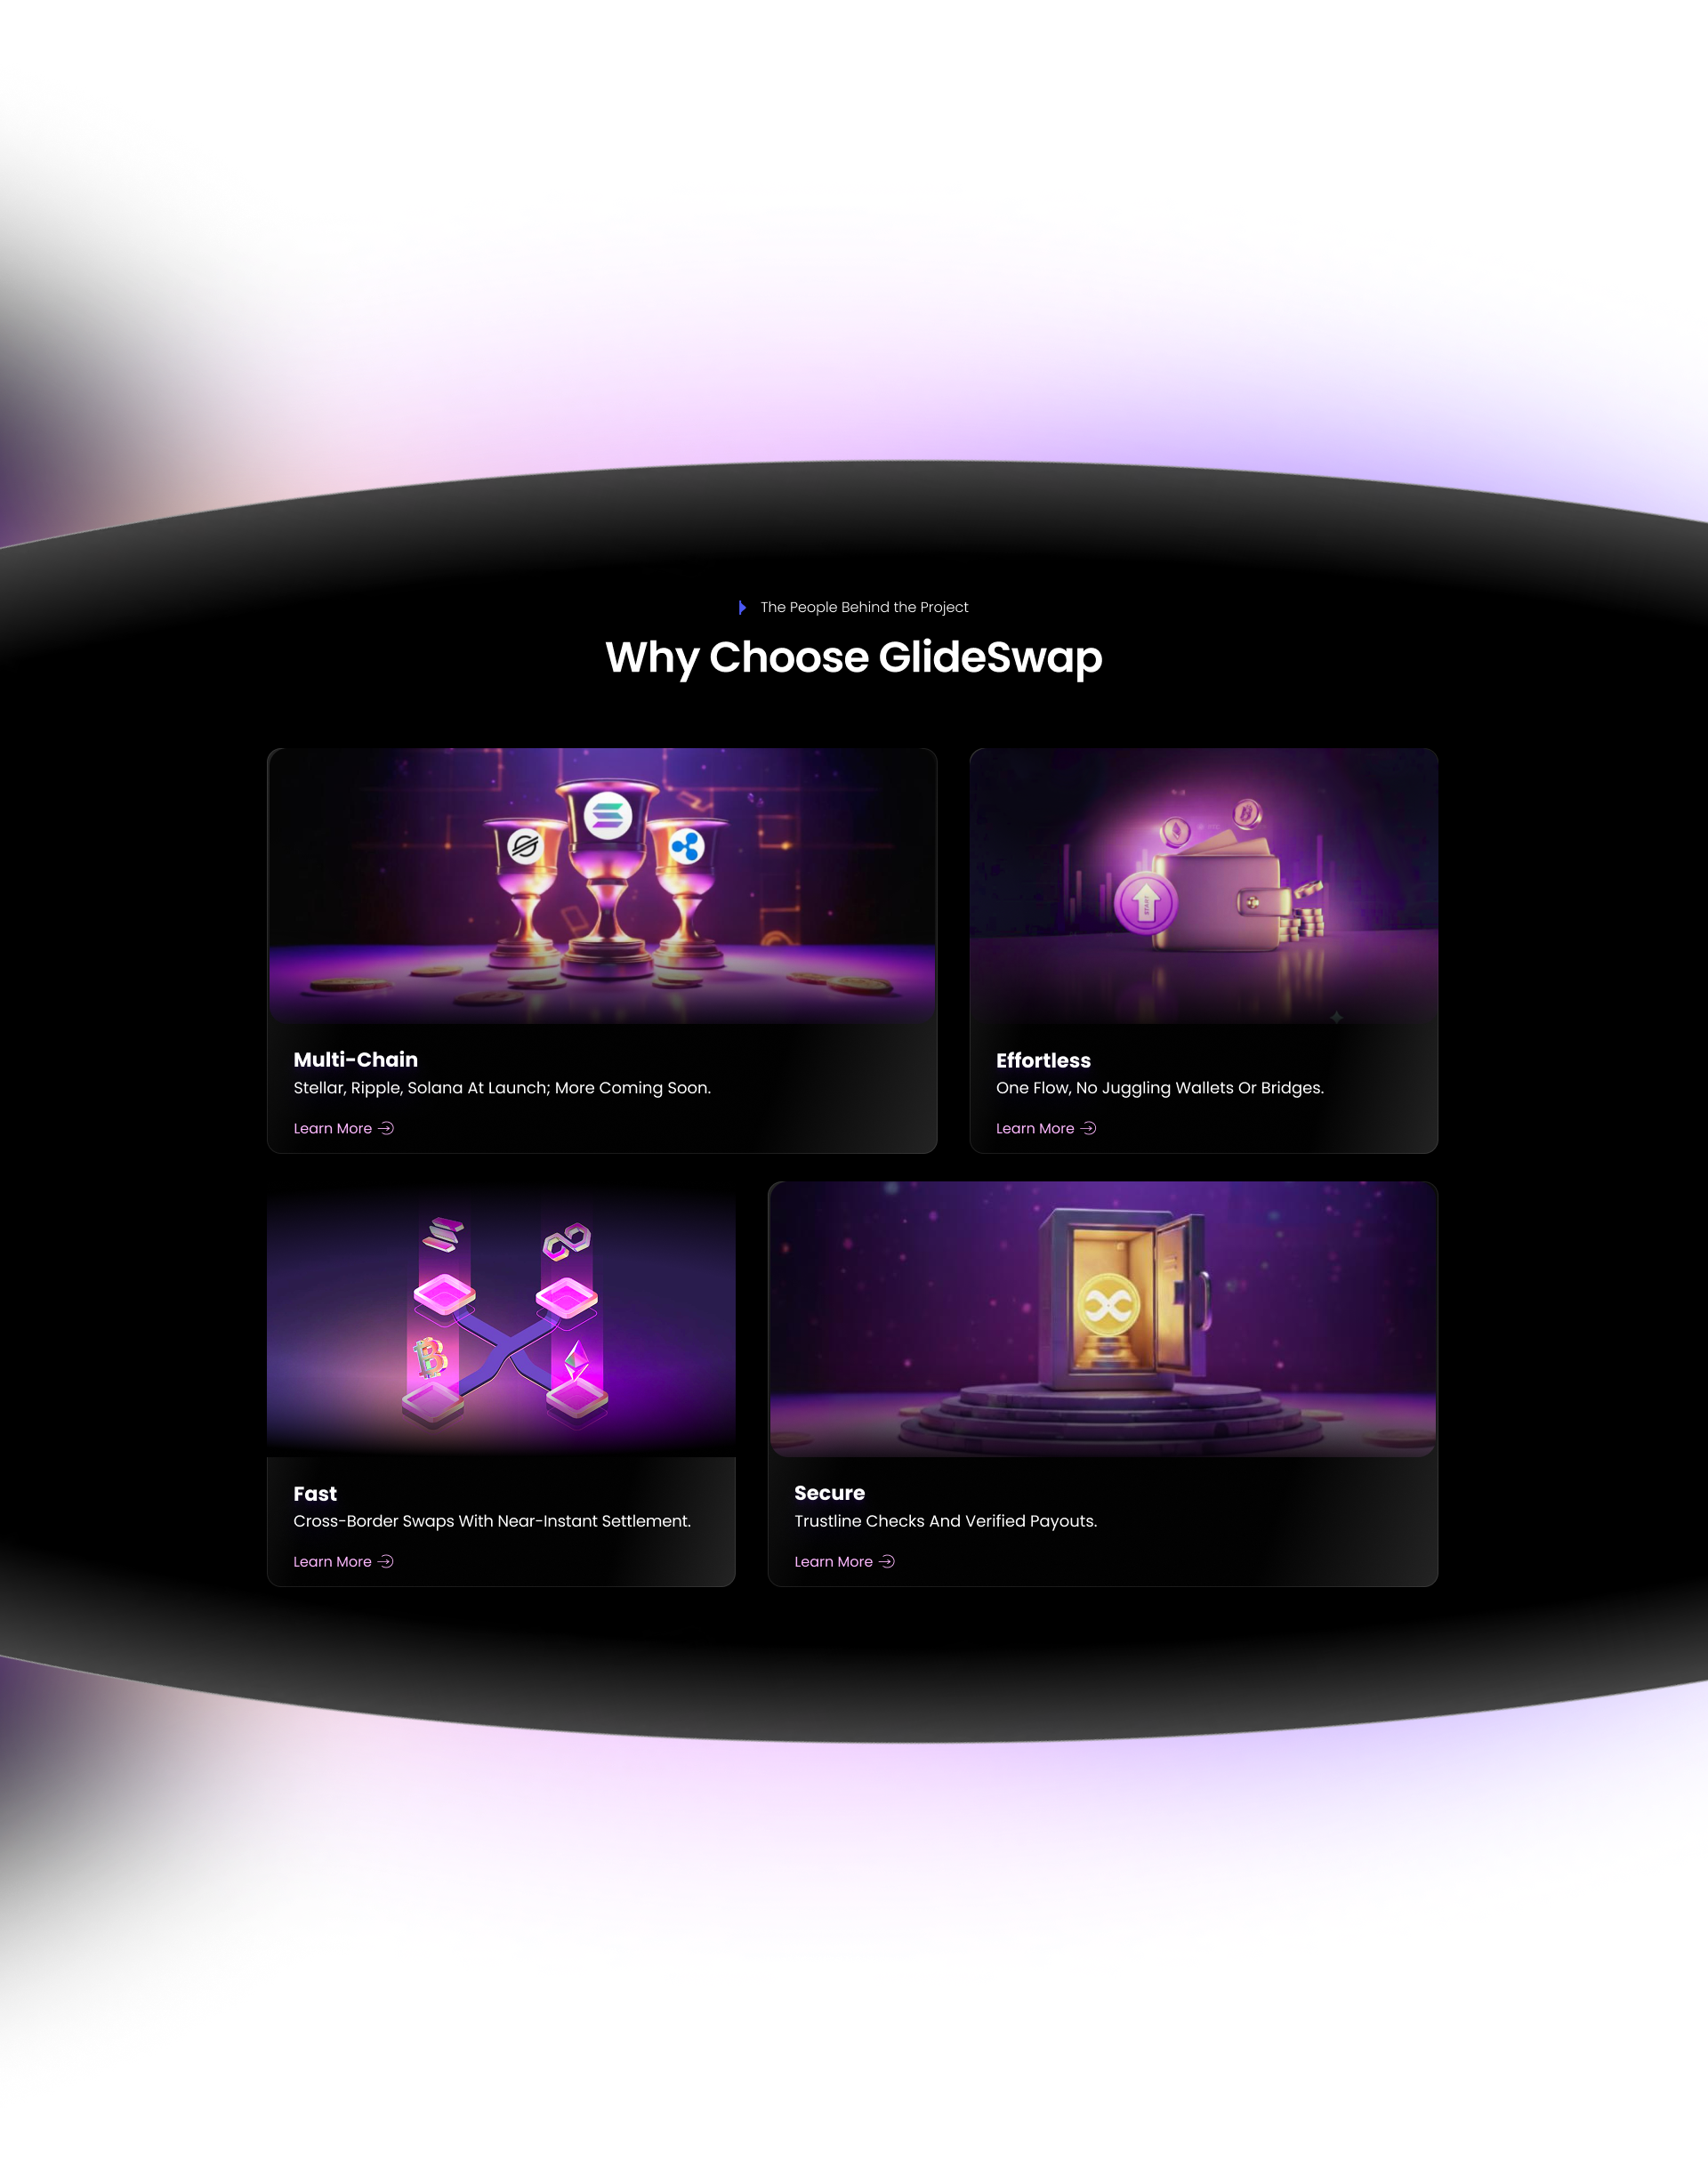 The People Behind the Project
Why Choose GlideSwap
START
Multi-Chain
Stellar, Ripple, Solana At Launch; More Coming Soon.
Learn More
Effortless
One Flow, No Juggling Wallets Or Bridges.
Learn More
Fast
Cross-Border Swaps With Near-Instant Settlement.
Learn More
Secure
Trustline Checks And Verified Payouts.
Learn More